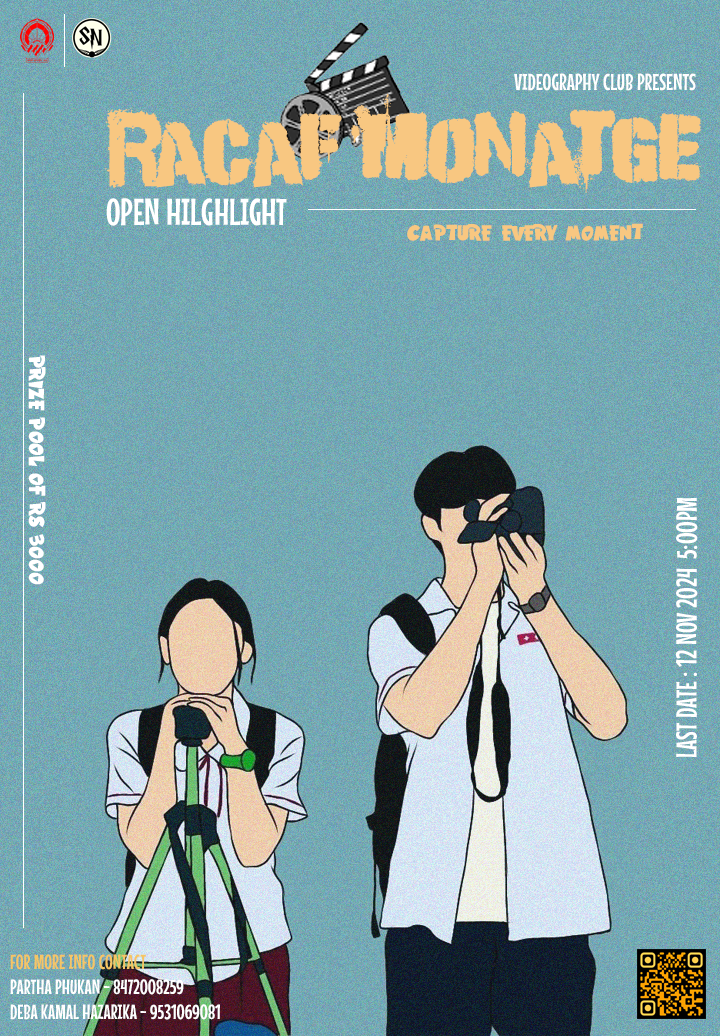 SN
VIDEOGRAPHY CLUB PRESENTS
RACAP MONATGE
OPEN HILGHLIGHT
CAPTURE EVERY MOMENT
PRIZE POOL OF RS 3000
LAST DATE : 12 NOV 2024 5:00PM
FOR MORE INFO CONTACT
PARTHA PHUKAN - 8472008259
DEBA KAMAL HAZARIKA - 9531069081